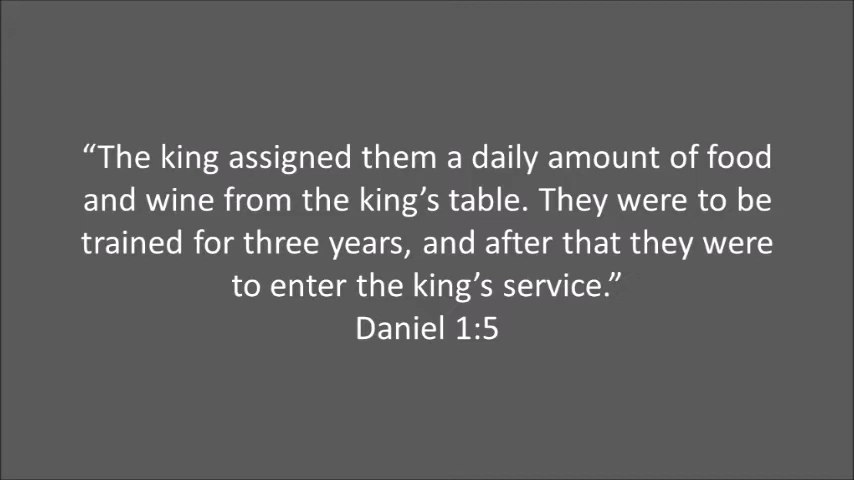 “The king assigned them a daily amount of food
and wine from the king’s table. They were to be
trained for three years, and after that they were
to enter the king’s service.”
Daniel 1:5